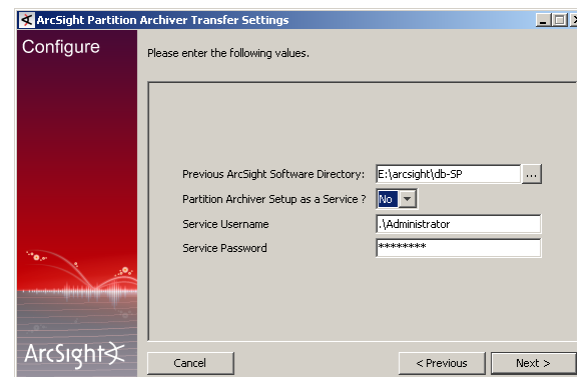 ArcSight Partition Archiver Transfer Settings
Configure
Please enter the following values.
Previous ArcSight Software Directory: E:\arcsight\db-SP ...
Partition Archiver Setup as a Service ? No
Service Username .\Administrator
Service Password ********
ArcSight
Cancel < Previous Next >